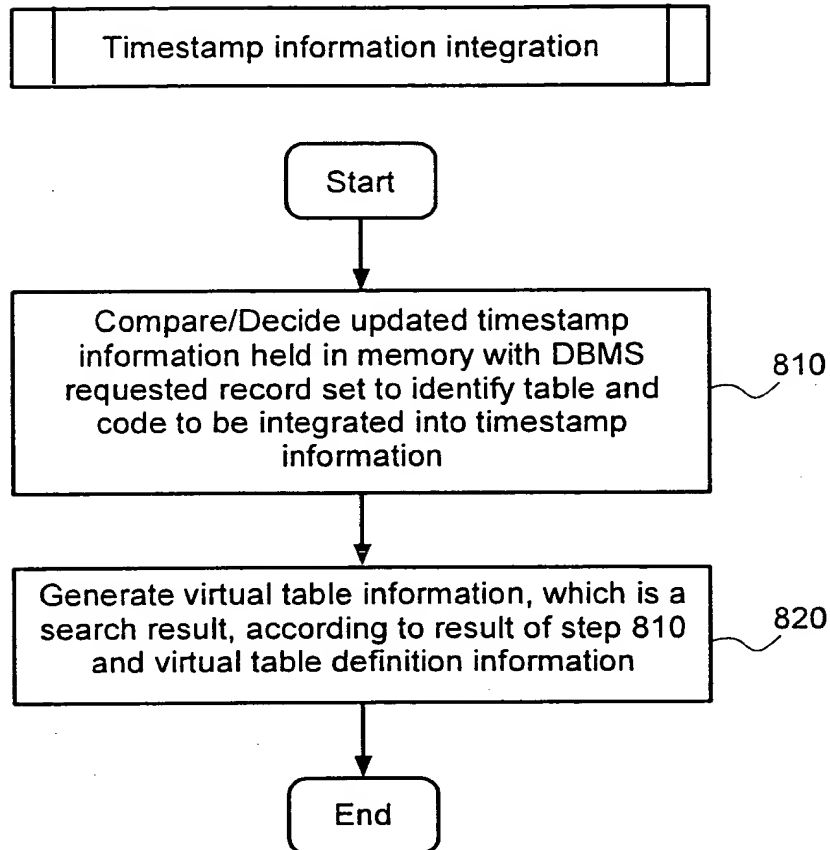 Timestamp information integration
Start
Compare/Decide updated timestamp
information held in memory with DBMS
requested record set to identify table and
code to be integrated into timestamp
information
810
Generate virtual table information, which is a
search result, according to result of step 810
and virtual table definition information
820
End